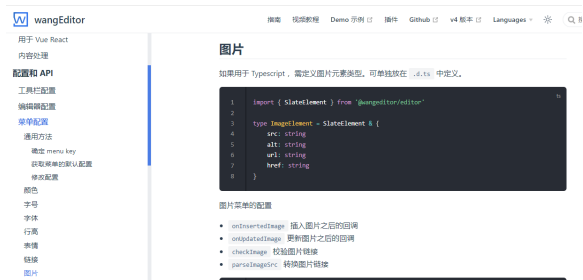 wangEditor
指南 视频教程 Demo 示例 插件 Github v4 版本 Languages
用于 Vue React
内容处理
配置和 API
工具栏配置
编辑器配置
菜单配置
通用方法
确定 menu key
获取菜单的默认配置
修改配置
颜色
字号
字体
行高
表情
链接
图片
图片
如果用于 Typescript ，需定义图片元素类型。可单独放在 .d.ts 中定义。
ts
1 import { SlateElement } from '@wangeditor/editor'
2
3 type ImageElement = SlateElement & {
4 src: string
5 alt: string
6 url: string
7 href: string
8 }
图片菜单的配置
onInsertedImage 插入图片之后的回调
onUpdatedImage 更新图片之后的回调
checkImage 校验图片链接
parseImageSrc 转换图片链接